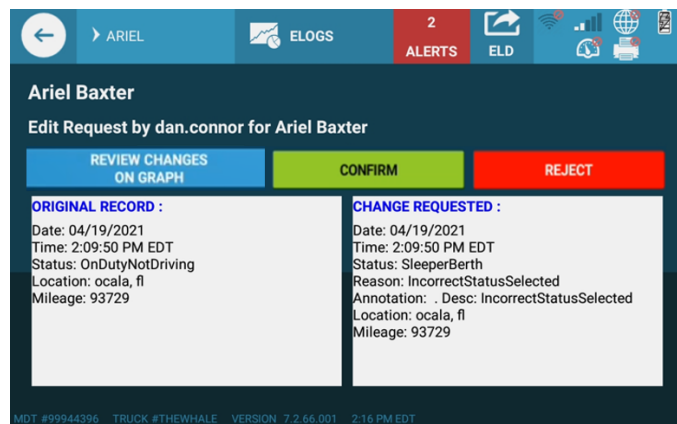 ARIEL
ELOGS
2
ALERTS
ELD
Ariel Baxter
Edit Request by dan.connor for Ariel Baxter
REVIEW CHANGES
ON GRAPH
CONFIRM
REJECT
ORIGINAL RECORD :
Date: 04/19/2021
Time: 2:09:50 PM EDT
Status: OnDutyNotDriving
Location: ocala, fl
Mileage: 93729
CHANGE REQUESTED :
Date: 04/19/2021
Time: 2:09:50 PM EDT
Status: SleeperBerth
Reason: IncorrectStatusSelected
Annotation: . Desc: IncorrectStatusSelected
Location: ocala, fl
Mileage: 93729
MDT #99944396 TRUCK #THEWHALE VERSION 7.2.66.001 2:16 PM EDT